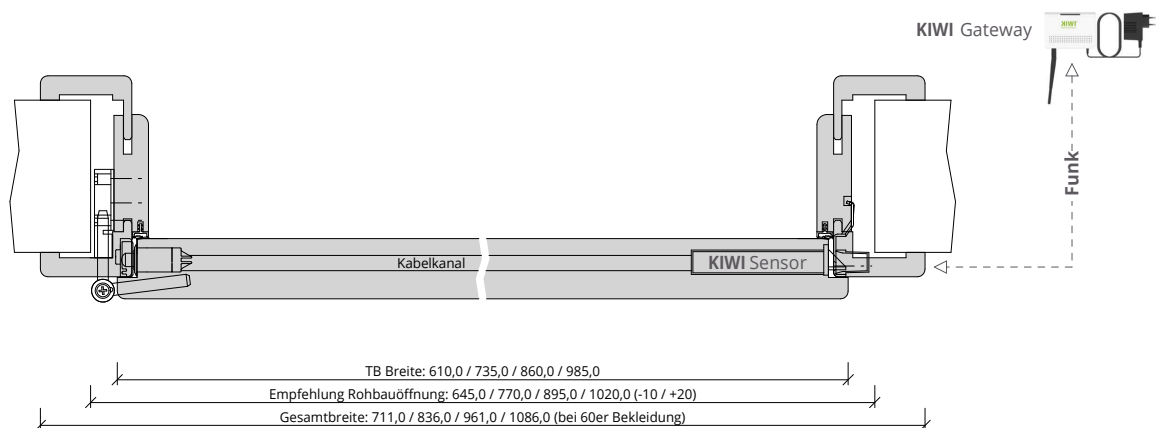 KIWI Gateway
KIWI
Funk
Kabelkanal
KIWI Sensor
TB Breite: 610,0 / 735,0 / 860,0 / 985,0
Empfehlung Rohbauöffnung: 645,0 / 770,0 / 895,0 / 1020,0 (-10 / +20)
Gesamtbreite: 711,0 / 836,0 / 961,0 / 1086,0 (bei 60er Bekleidung)